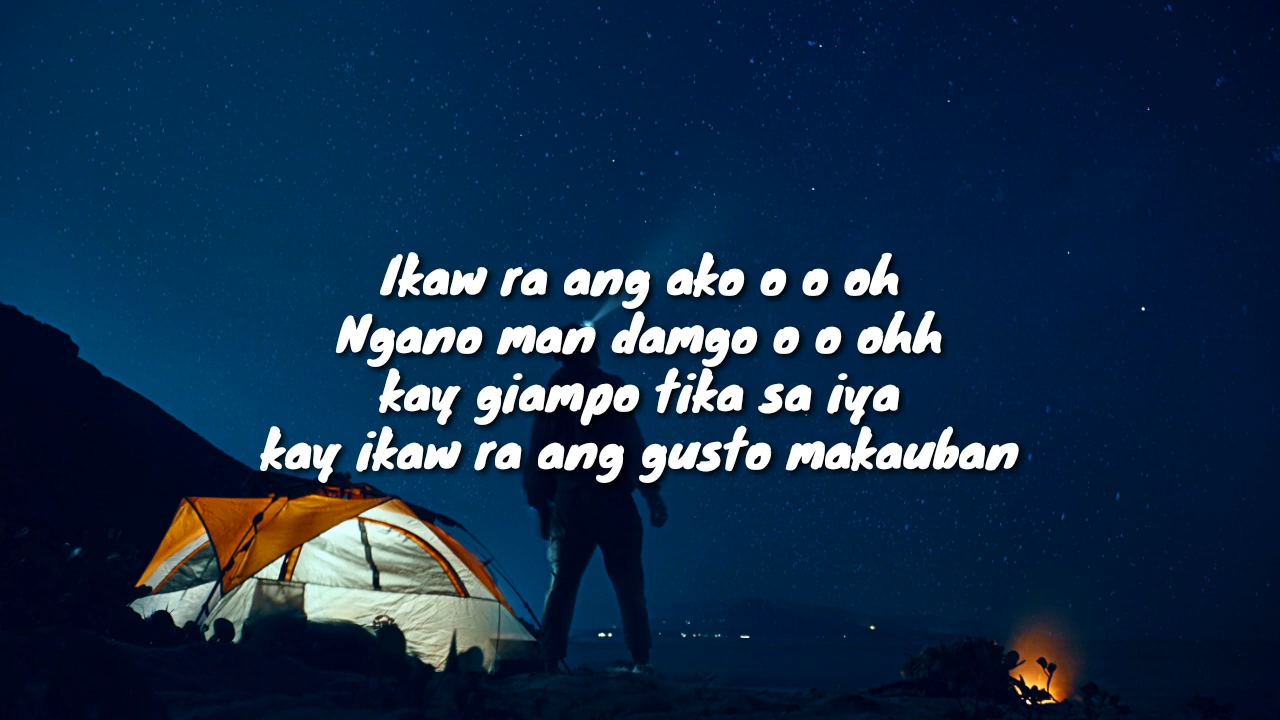 Ikaw ra ang ako o o oh
Ngano man damgo o o ohh
kay giampo tika sa iya
kay ikaw ra ang gusto makauban